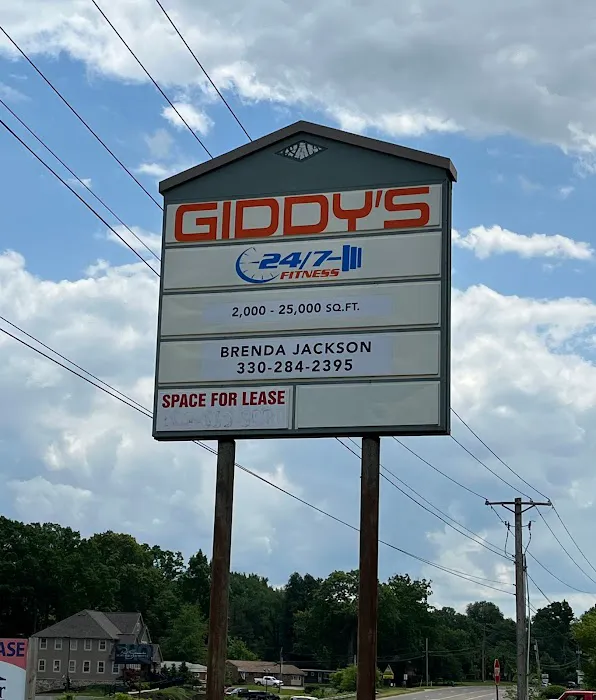 GIDDY'S
24/7
FITNESS
2,000 - 25,000 SQ.FT.
BRENDA JACKSON
330-284-2395
SPACE FOR LEASE